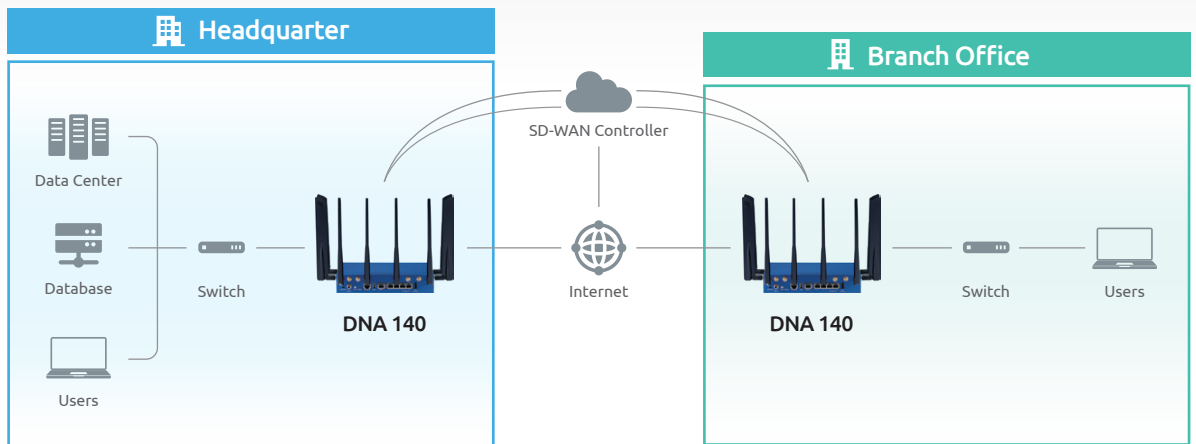 Headquarter
Branch Office
SD-WAN Controller
Data Center
Database
Switch
Internet
Switch
Users
DNA 140
DNA 140
Users